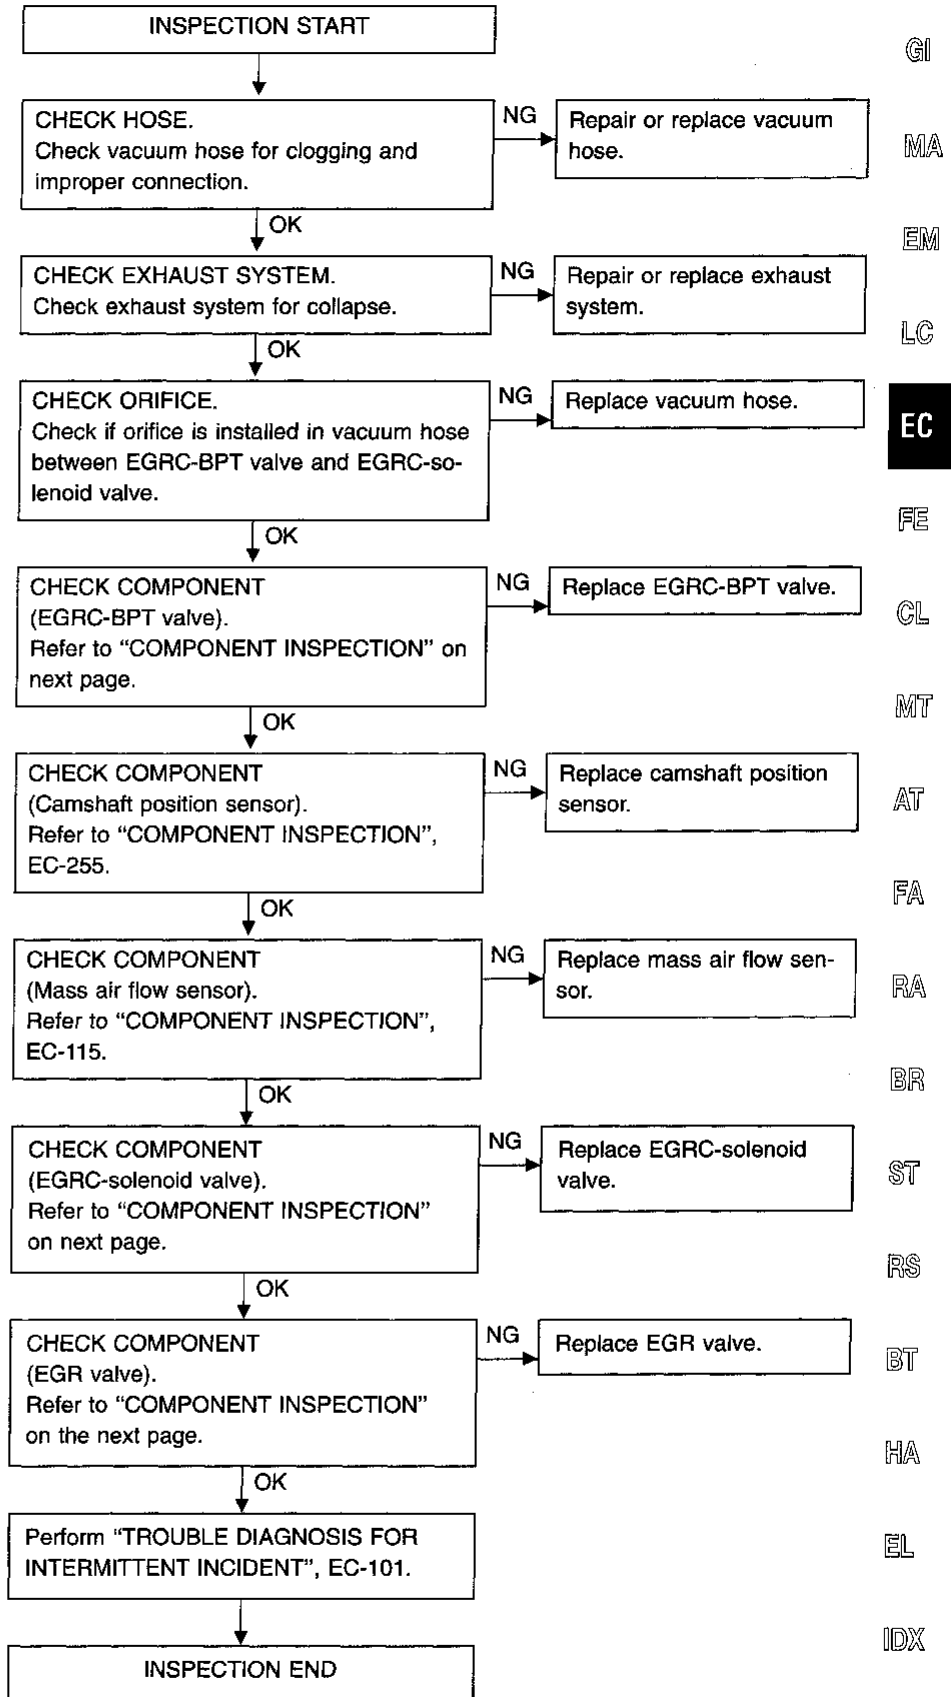 INSPECTION START
CHECK HOSE.
Check vacuum hose for clogging and
improper connection.
NG
Repair or replace vacuum
hose.
OK
CHECK EXHAUST SYSTEM.
Check exhaust system for collapse.
NG
Repair or replace exhaust
system.
OK
CHECK ORIFICE.
Check if orifice is installed in vacuum hose
between EGRC-BPT valve and EGRC-so-
lenoid valve.
NG
Replace vacuum hose.
OK
CHECK COMPONENT
(EGRC-BPT valve).
Refer to “COMPONENT INSPECTION” on
next page.
NG
Replace EGRC-BPT valve.
OK
CHECK COMPONENT
(Camshaft position sensor).
Refer to “COMPONENT INSPECTION”,
EC-255.
NG
Replace camshaft position
sensor.
OK
CHECK COMPONENT
(Mass air flow sensor).
Refer to “COMPONENT INSPECTION”,
EC-115.
NG
Replace mass air flow sen-
sor.
OK
CHECK COMPONENT
(EGRC-solenoid valve).
Refer to “COMPONENT INSPECTION”
on next page.
NG
Replace EGRC-solenoid
valve.
OK
CHECK COMPONENT
(EGR valve).
Refer to “COMPONENT INSPECTION”
on the next page.
NG
Replace EGR valve.
OK
Perform “TROUBLE DIAGNOSIS FOR
INTERMITTENT INCIDENT”, EC-101.
INSPECTION END
GI
MA
EM
LC
EC
FE
CL
MT
AT
FA
RA
BR
ST
RS
BT
HA
EL
IDX